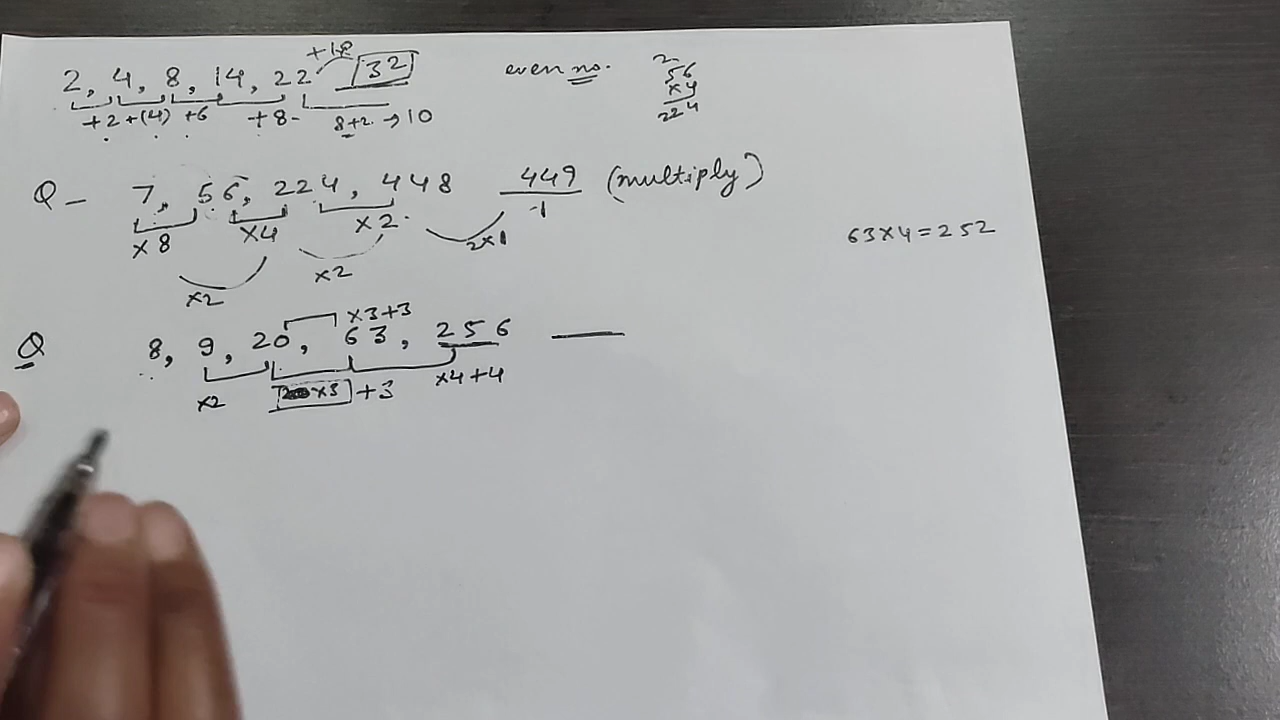 +12
2, 4, 8, 14, 22 32
+2 +(4) +6 +8- 8+2 → 10
even no.
2
56
×4
224
Q - 7, 56, 224, 448 449 (multiply)
×8 ×4 ×2 -1
×2 ×2 2×1
63×4=252
×3+3
Q 8, 9, 20, 63, 256 ___
×2 ×3 +3 ×4+4